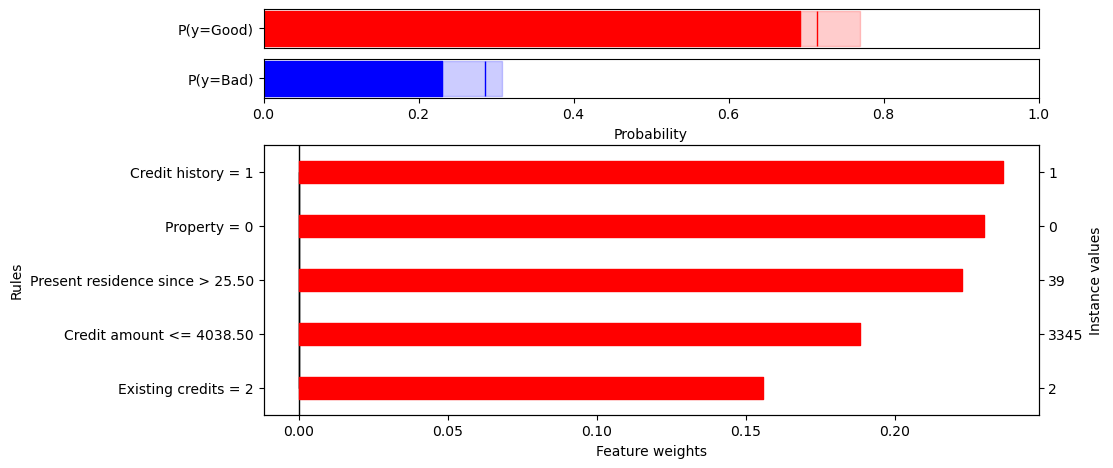 P(y=Good)
P(y=Bad)
0.0 0.2 0.4 0.6 0.8 1.0
Probability
Credit history = 1 1
Property = 0 0
Present residence since > 25.50 39
Credit amount <= 4038.50 3345
Existing credits = 2 2
Rules
Instance values
0.00 0.05 0.10 0.15 0.20
Feature weights